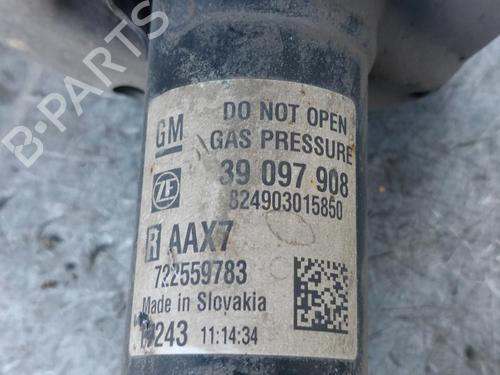 B-PARTS
GM
DO NOT OPEN
GAS PRESSURE
ZF
39 097 908
824903015850
R AAX7
722559783
Made in Slovakia
11:14:34